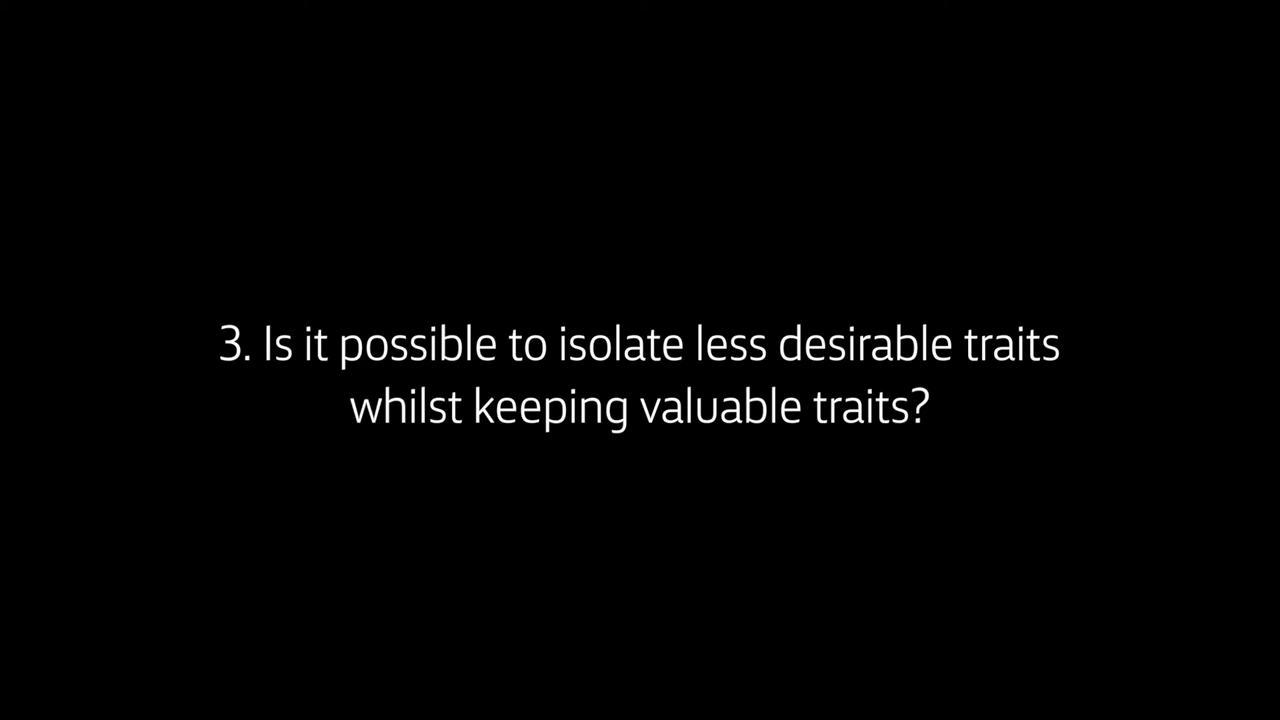 3. Is it possible to isolate less desirable traits
whilst keeping valuable traits?